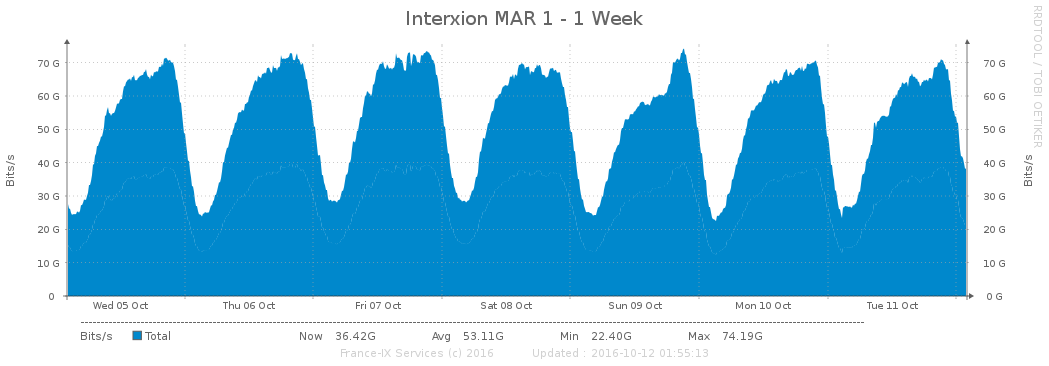 Interxion MAR 1 - 1 Week
RRDTOOL / TOBI OETIKER
Bits/s
70 G
60 G
50 G
40 G
30 G
20 G
10 G
0
70 G
60 G
50 G
40 G
30 G
20 G
10 G
0 G
Bits/s
Wed 05 Oct Thu 06 Oct Fri 07 Oct Sat 08 Oct Sun 09 Oct Mon 10 Oct Tue 11 Oct
Bits/s Total Now 36.42G Avg 53.11G Min 22.40G Max 74.19G
France-IX Services (c) 2016 Updated : 2016-10-12 01:55:13